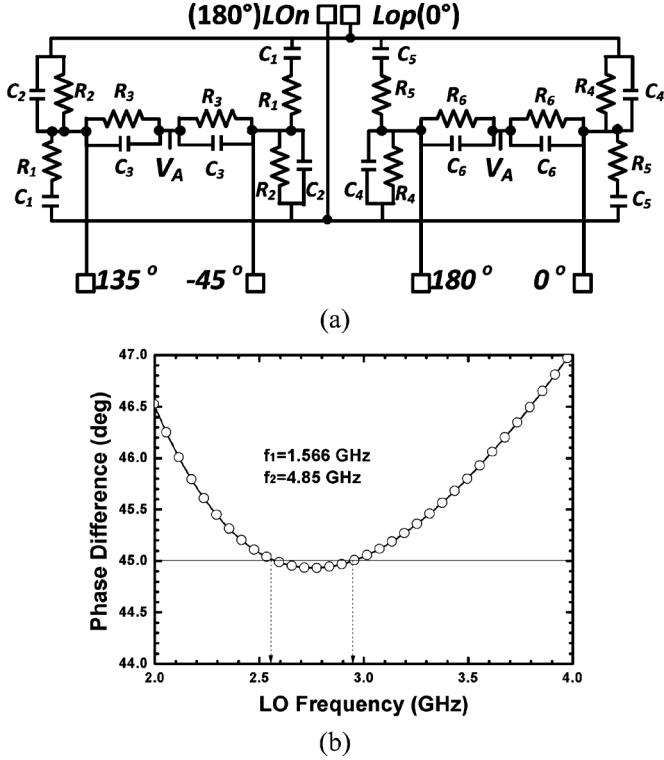 (180°)LOn Lop(0°)
C1 C5
C2 R2 R3 R3 R1 R5 R6 R6 R4 C4
R1 C3 VA C3 R2 C2 C4 R4 C6 VA C6 R5
C1 C5
135° -45° 180° 0°
(a)
47.0
46.5
46.0
45.5
45.0
44.5
44.0
Phase Difference (deg)
f1=1.566 GHz
f2=4.85 GHz
2.0 2.5 3.0 3.5 4.0
LO Frequency (GHz)
(b)